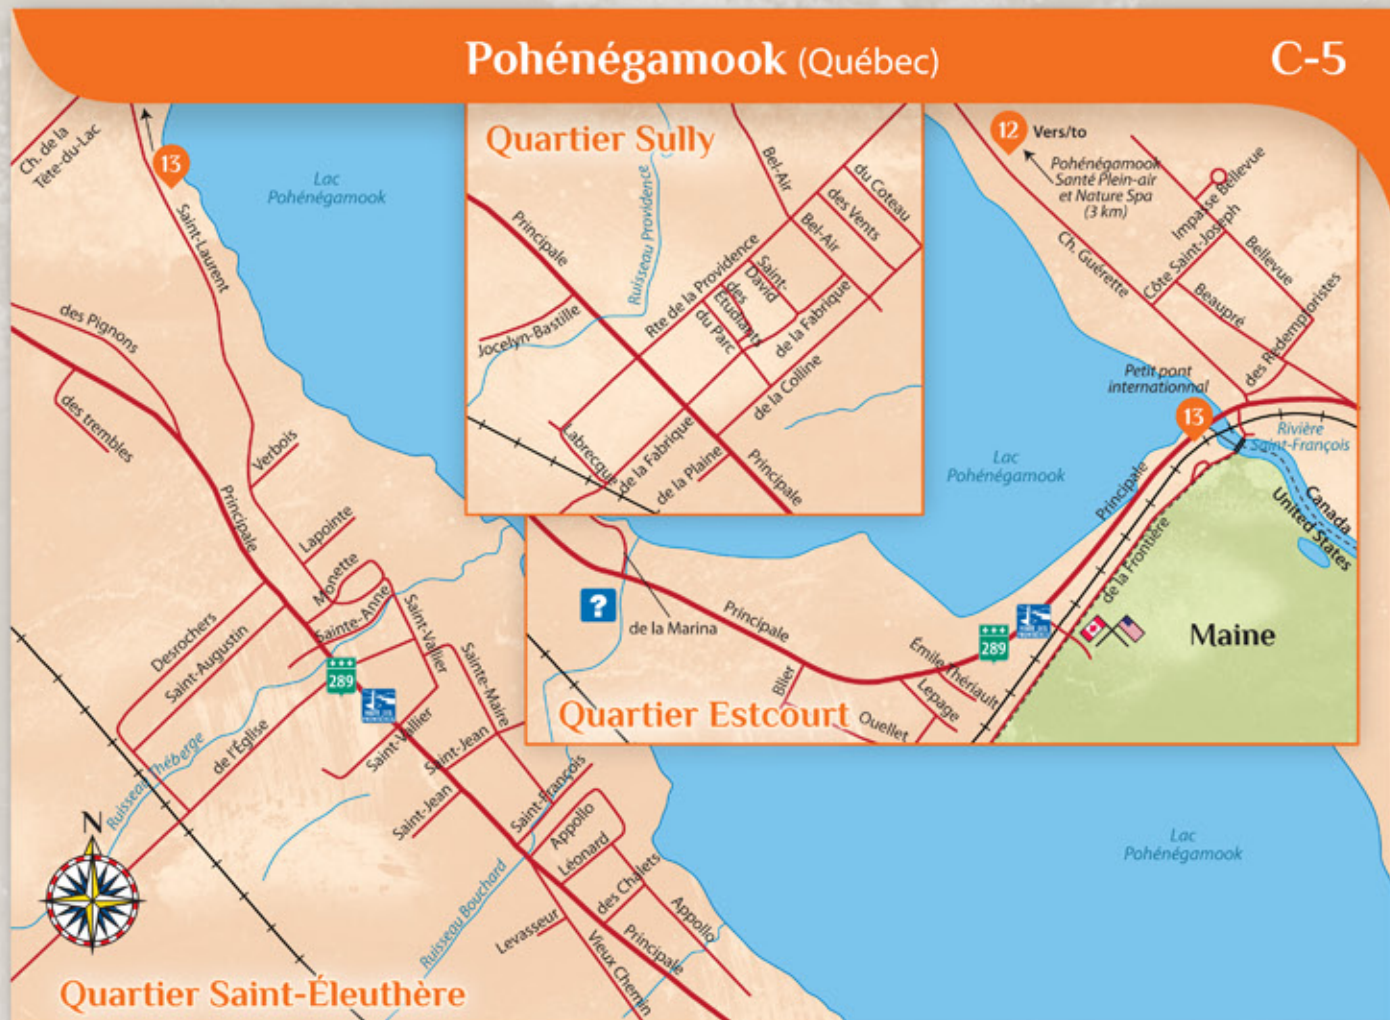 Pohénégamook (Québec)
C-5
Ch. de la
Tête-du-Lac
13
Saint-Laurent
Lac
Pohénégamook
des Pignons
des trembles
Verbois
Principale
Lapointe
Monette
Sainte-Anne
Saint-Vallier
Desrochers
Saint-Augustin
289
Sainte-Maire
Saint-Vallier
Saint-Jean
de l'Église
Ruisseau Théberge
Saint-Jean
Saint-François
Appollo
Léonard
des Chalets
Appollo
Ruisseau Bouchard
Levasseur
Vieux Chemin
Principale
N
Quartier Saint-Éleuthère
Quartier Sully
Principale
Ruisseau Providence
Bel-Air
du Coteau
des Vents
Bel-Air
Rte de la Providence
Saint-
David
des
Étudiants
du Parc
de la Fabrique
Jocelyn-Bastille
de la Colline
Labrecque
de la Fabrique
de la Plaine
Principale
12
Vers/to
Pohénégamook
Santé Plein-air
et Nature Spa
(3 km)
Impasse Bellevue
Côte Saint-Joseph
Bellevue
Ch. Guérette
Beaupré
des Rédemptoristes
Petit pont
internationnal
13
Rivière
Saint-François
Lac
Pohénégamook
Principale
Canada
United States
de la Frontière
?
de la Marina
Principale
289
Maine
Émile-Thériault
Blier
Lepage
Ouellet
Quartier Estcourt
Lac
Pohénégamook